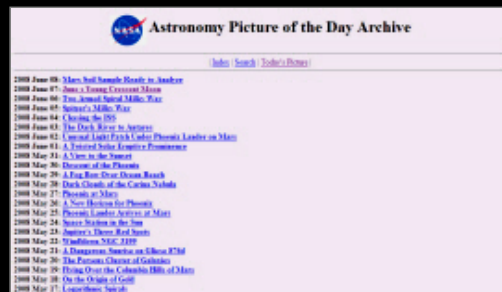 NASA
Astronomy Picture of the Day Archive
| Index | Search | Today's Picture |
2008 June 08: Mars Soil Sample Ready to Analyze
2008 June 07: June's Young Crescent Moon
2008 June 06: Two Armed Spiral Milky Way
2008 June 05: Spitzer's Milky Way
2008 June 04: Chasing the ISS
2008 June 03: The Dark River to Antares
2008 June 02: Unusual Light Patch Under Phoenix Lander on Mars
2008 June 01: A Twisted Solar Eruptive Prominence
2008 May 31: A View to the Sunset
2008 May 30: Descent of the Phoenix
2008 May 29: A Fog Bow Over Ocean Beach
2008 May 28: Dark Clouds of the Carina Nebula
2008 May 27: Phoenix at Mars
2008 May 26: A New Horizon for Phoenix
2008 May 25: Phoenix Lander Arrives at Mars
2008 May 24: Space Station in the Sun
2008 May 23: Jupiter's Three Red Spots
2008 May 22: Windblown NGC 3199
2008 May 21: A Dangerous Sunrise on Gliese 876d
2008 May 20: The Perseus Cluster of Galaxies
2008 May 19: Flying Over the Columbia Hills of Mars
2008 May 18: On the Origin of Gold
2008 May 17: Logarithmic Spirals